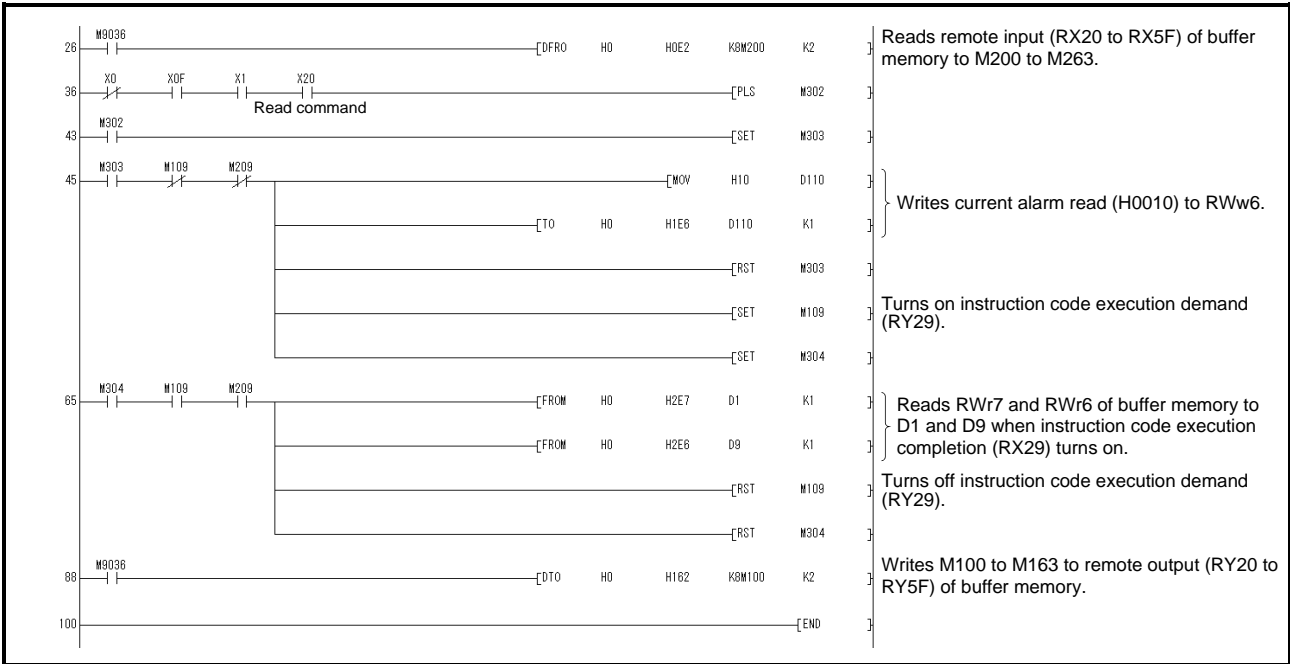 M9036
26 DFRO H0 H0E2 K8M200 K2
Reads remote input (RX20 to RX5F) of buffer
memory to M200 to M263.
X0 X0F X1 X20
36 PLS M302
Read command
M302
43 SET M303
M303 M109 M209
45 MOV H10 D110
Writes current alarm read (H0010) to RWw6.
TO H0 H1E6 D110 K1
RST M303
SET M109
Turns on instruction code execution demand
(RY29).
SET M304
M304 M109 M209
65 FROM H0 H2E7 D1 K1
Reads RWr7 and RWr6 of buffer memory to
D1 and D9 when instruction code execution
completion (RX29) turns on.
FROM H0 H2E6 D9 K1
RST M109
Turns off instruction code execution demand
(RY29).
RST M304
M9036
88 DTO H0 H162 K8M100 K2
Writes M100 to M163 to remote output (RY20 to
RY5F) of buffer memory.
100 END